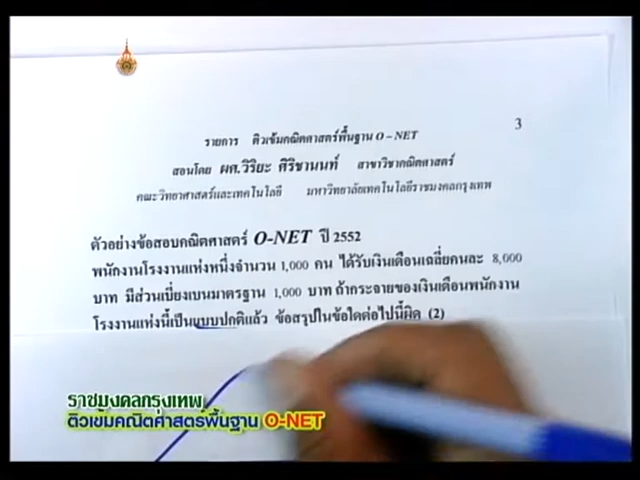 3
รายการ ติวเข้มคณิตศาสตร์พื้นฐาน O – NET
สอนโดย ผศ.วิริยะ ศิริชานนท์ สาขาวิชาคณิตศาสตร์
คณะวิทยาศาสตร์และเทคโนโลยี มหาวิทยาลัยเทคโนโลยีราชมงคลกรุงเทพ
ตัวอย่างข้อสอบคณิตศาสตร์ O-NET ปี 2552
พนักงานโรงงานแห่งหนึ่งจำนวน 1,000 คน ได้รับเงินเดือนเฉลี่ยคนละ 8,000
บาท มีส่วนเบี่ยงเบนมาตรฐาน 1,000 บาท ถ้ากระจายของเงินเดือนพนักงาน
โรงงานแห่งนี้เป็นแบบปกติแล้ว ข้อสรุปในข้อใดต่อไปนี้ผิด (2)
ราชมงคลกรุงเทพ
ติวเข้มคณิตศาสตร์พื้นฐาน O-NET